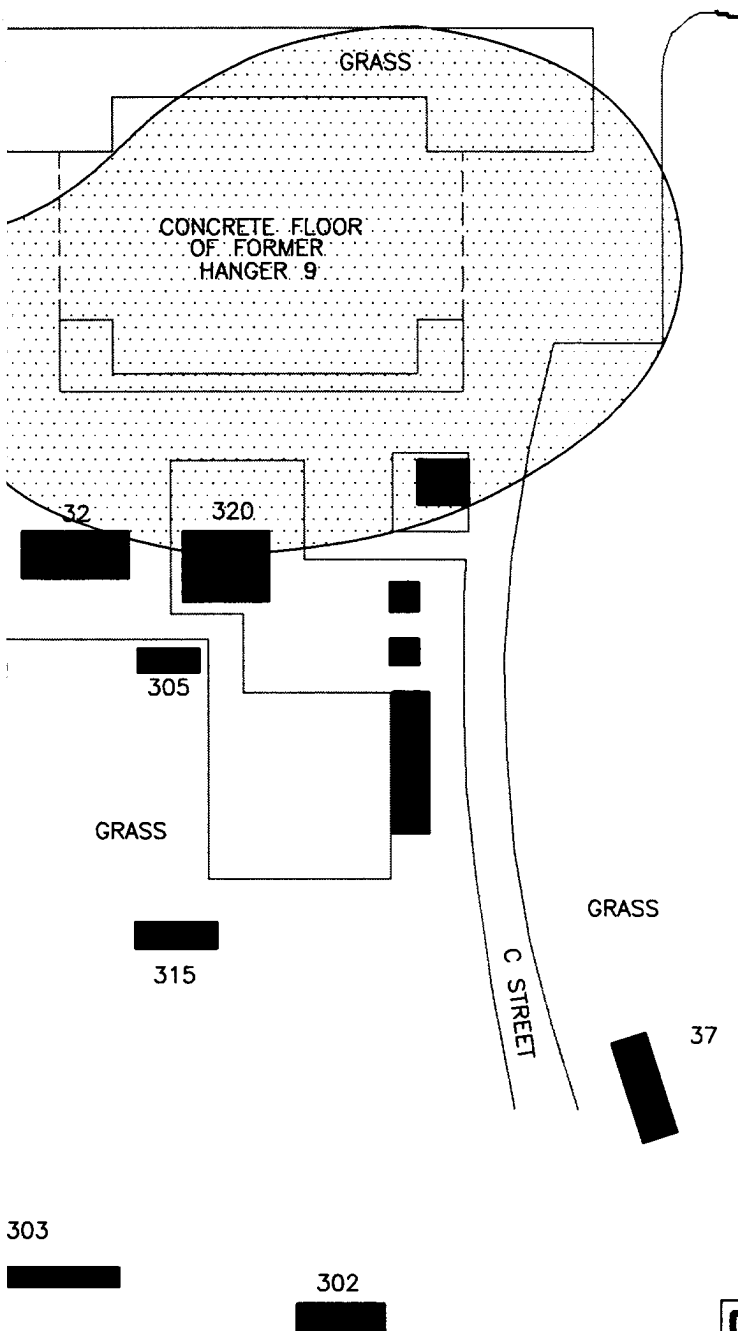 GRASS
CONCRETE FLOOR
OF FORMER
HANGER 9
32
320
305
GRASS
GRASS
315
C STREET
37
303
302